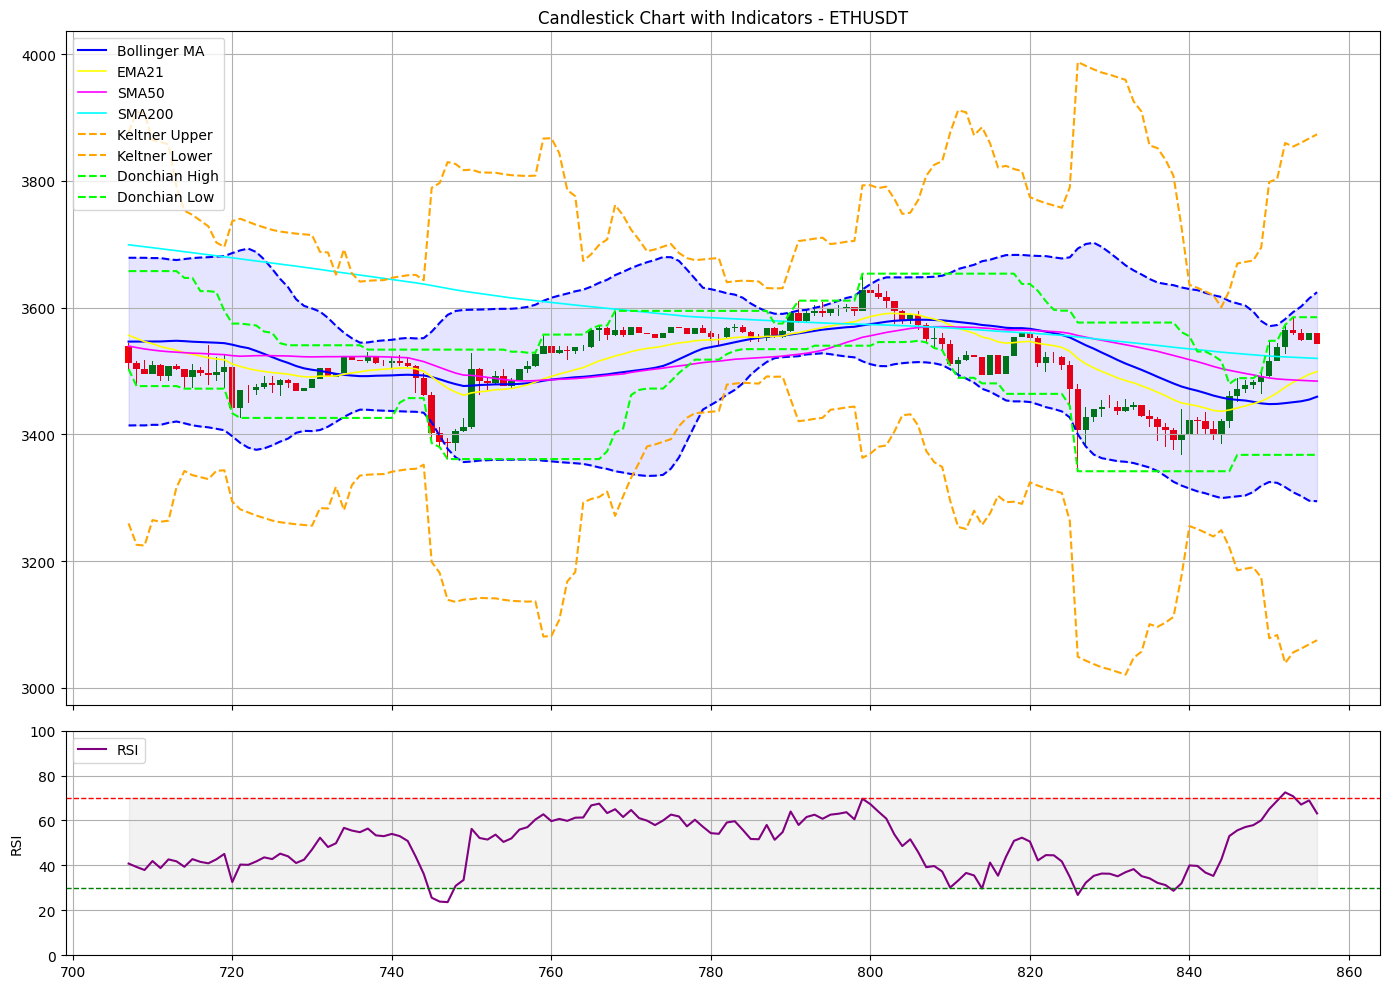 Candlestick Chart with Indicators - ETHUSDT
Bollinger MA
EMA21
SMA50
SMA200
Keltner Upper
Keltner Lower
Donchian High
Donchian Low
4000
3800
3600
3400
3200
3000
RSI
RSI
100
80
60
40
20
0
700 720 740 760 780 800 820 840 860